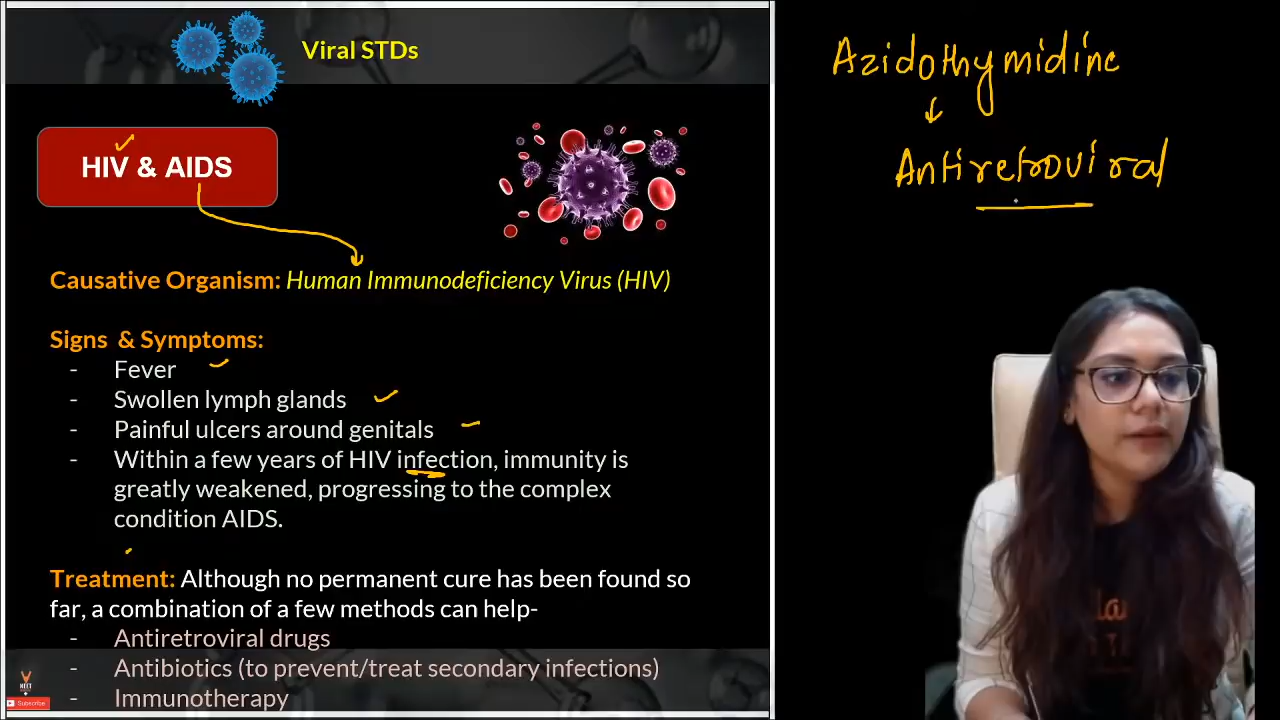 Viral STDs
HIV & AIDS
Causative Organism: Human Immunodeficiency Virus (HIV)
Signs & Symptoms:
- Fever
- Swollen lymph glands
- Painful ulcers around genitals
- Within a few years of HIV infection, immunity is
greatly weakened, progressing to the complex
condition AIDS.
Treatment: Although no permanent cure has been found so
far, a combination of a few methods can help-
- Antiretroviral drugs
- Antibiotics (to prevent/treat secondary infections)
- Immunotherapy
NEET
Subscribe
Azidothymidine
Antiretroviral